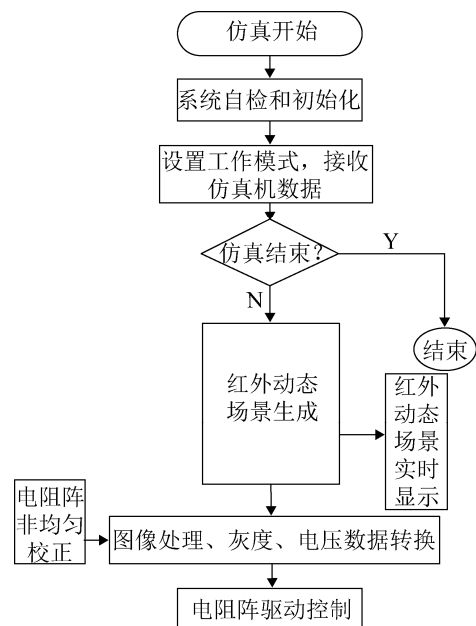 仿真开始
系统自检和初始化
设置工作模式，接收
仿真机数据
仿真结束？
Y
N
结束
红外动态
场景生成
红外
动态
场景
实时
显示
电阻阵
非均匀
校正
图像处理、灰度、电压数据转换
电阻阵驱动控制